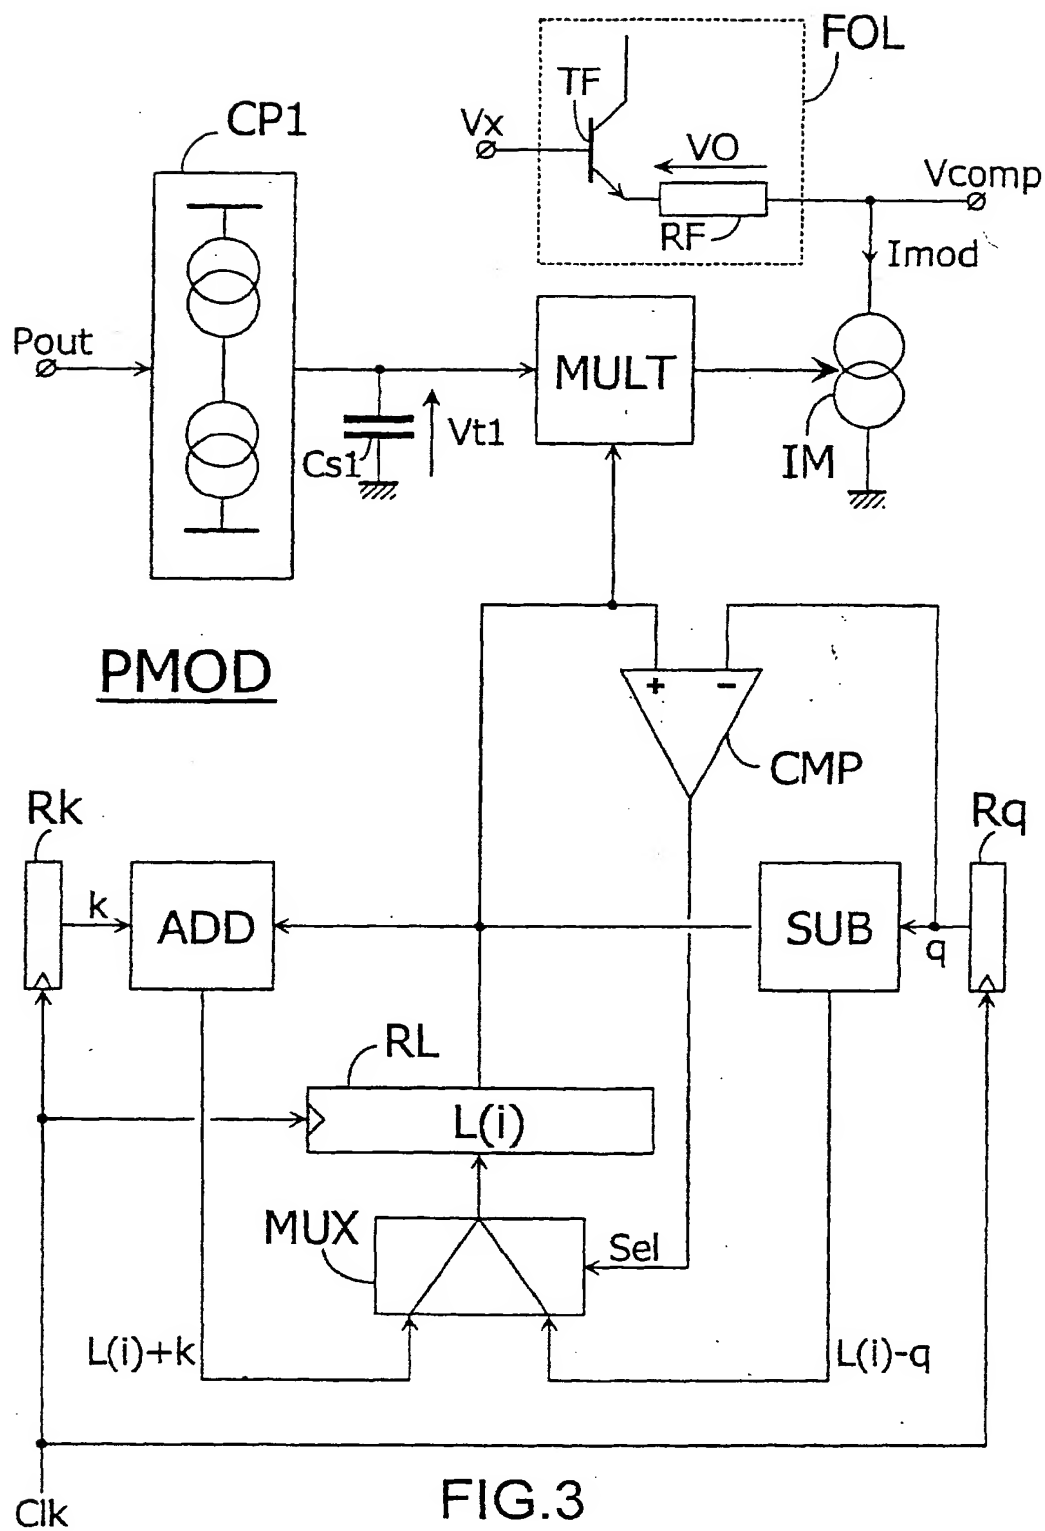 FOL
TF
CP1
Vx
VO
Vcomp
RF
Imod
Pout
MULT
Vt1
Cs1
IM
PMOD
+ −
CMP
Rk
Rq
k
ADD
SUB
q
RL
L(i)
MUX
Sel
L(i)+k
L(i)-q
Clk
FIG.3